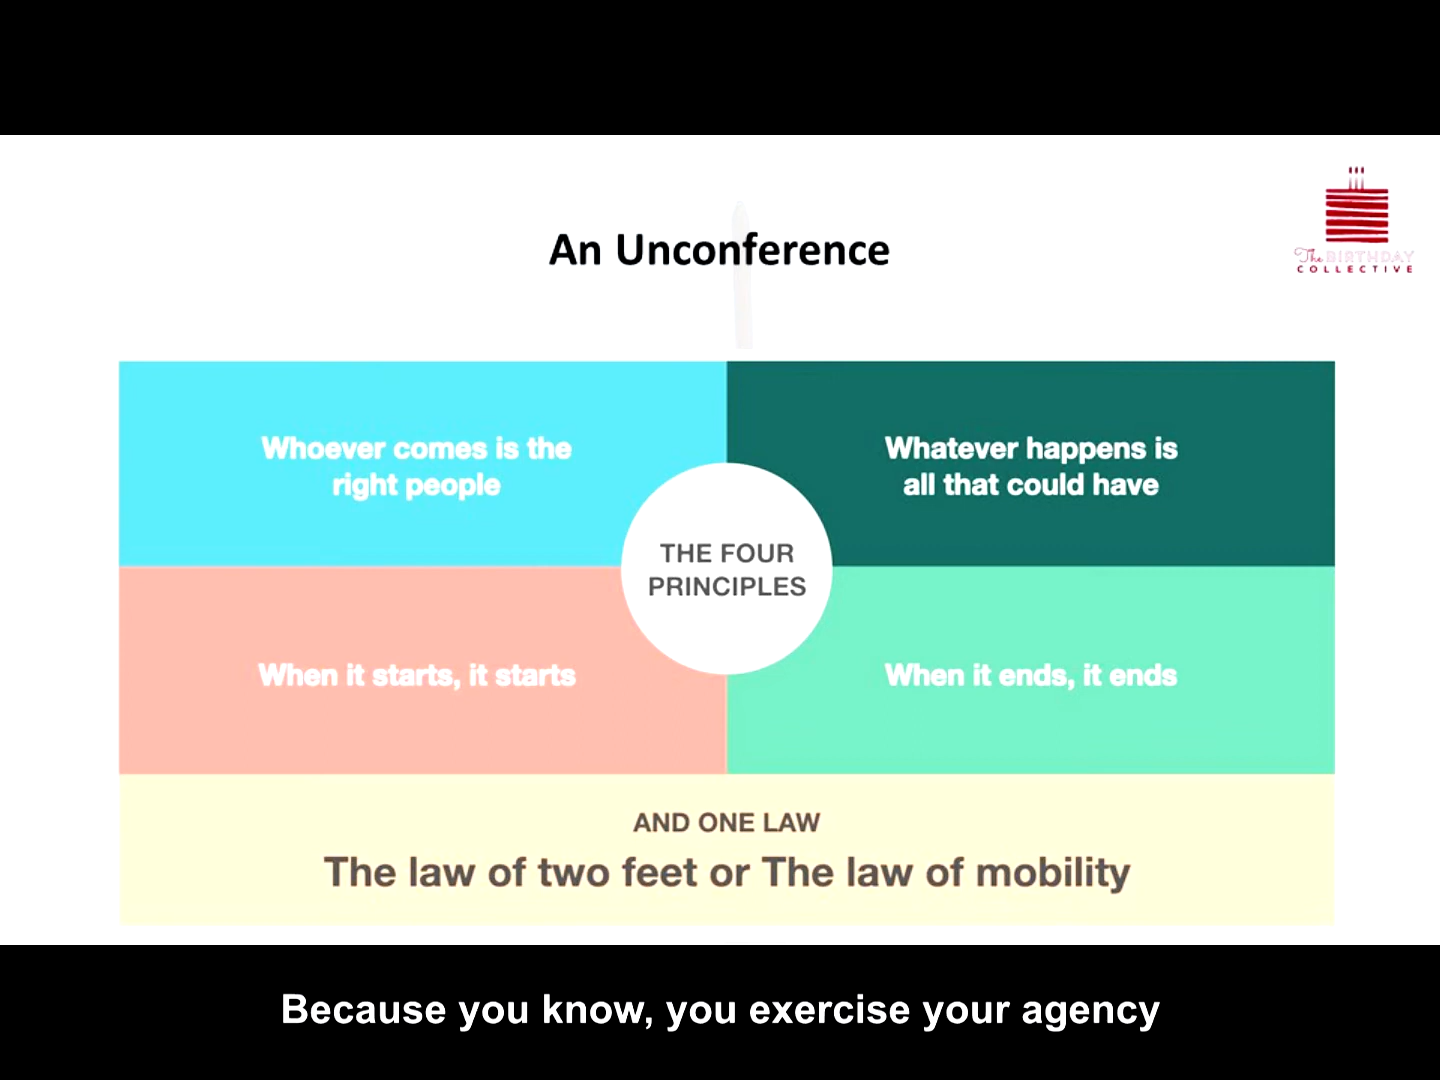 An Unconference
The BIRTHDAY
COLLECTIVE
Whoever comes is the
right people
Whatever happens is
all that could have
THE FOUR
PRINCIPLES
When it starts, it starts
When it ends, it ends
AND ONE LAW
The law of two feet or The law of mobility
Because you know, you exercise your agency